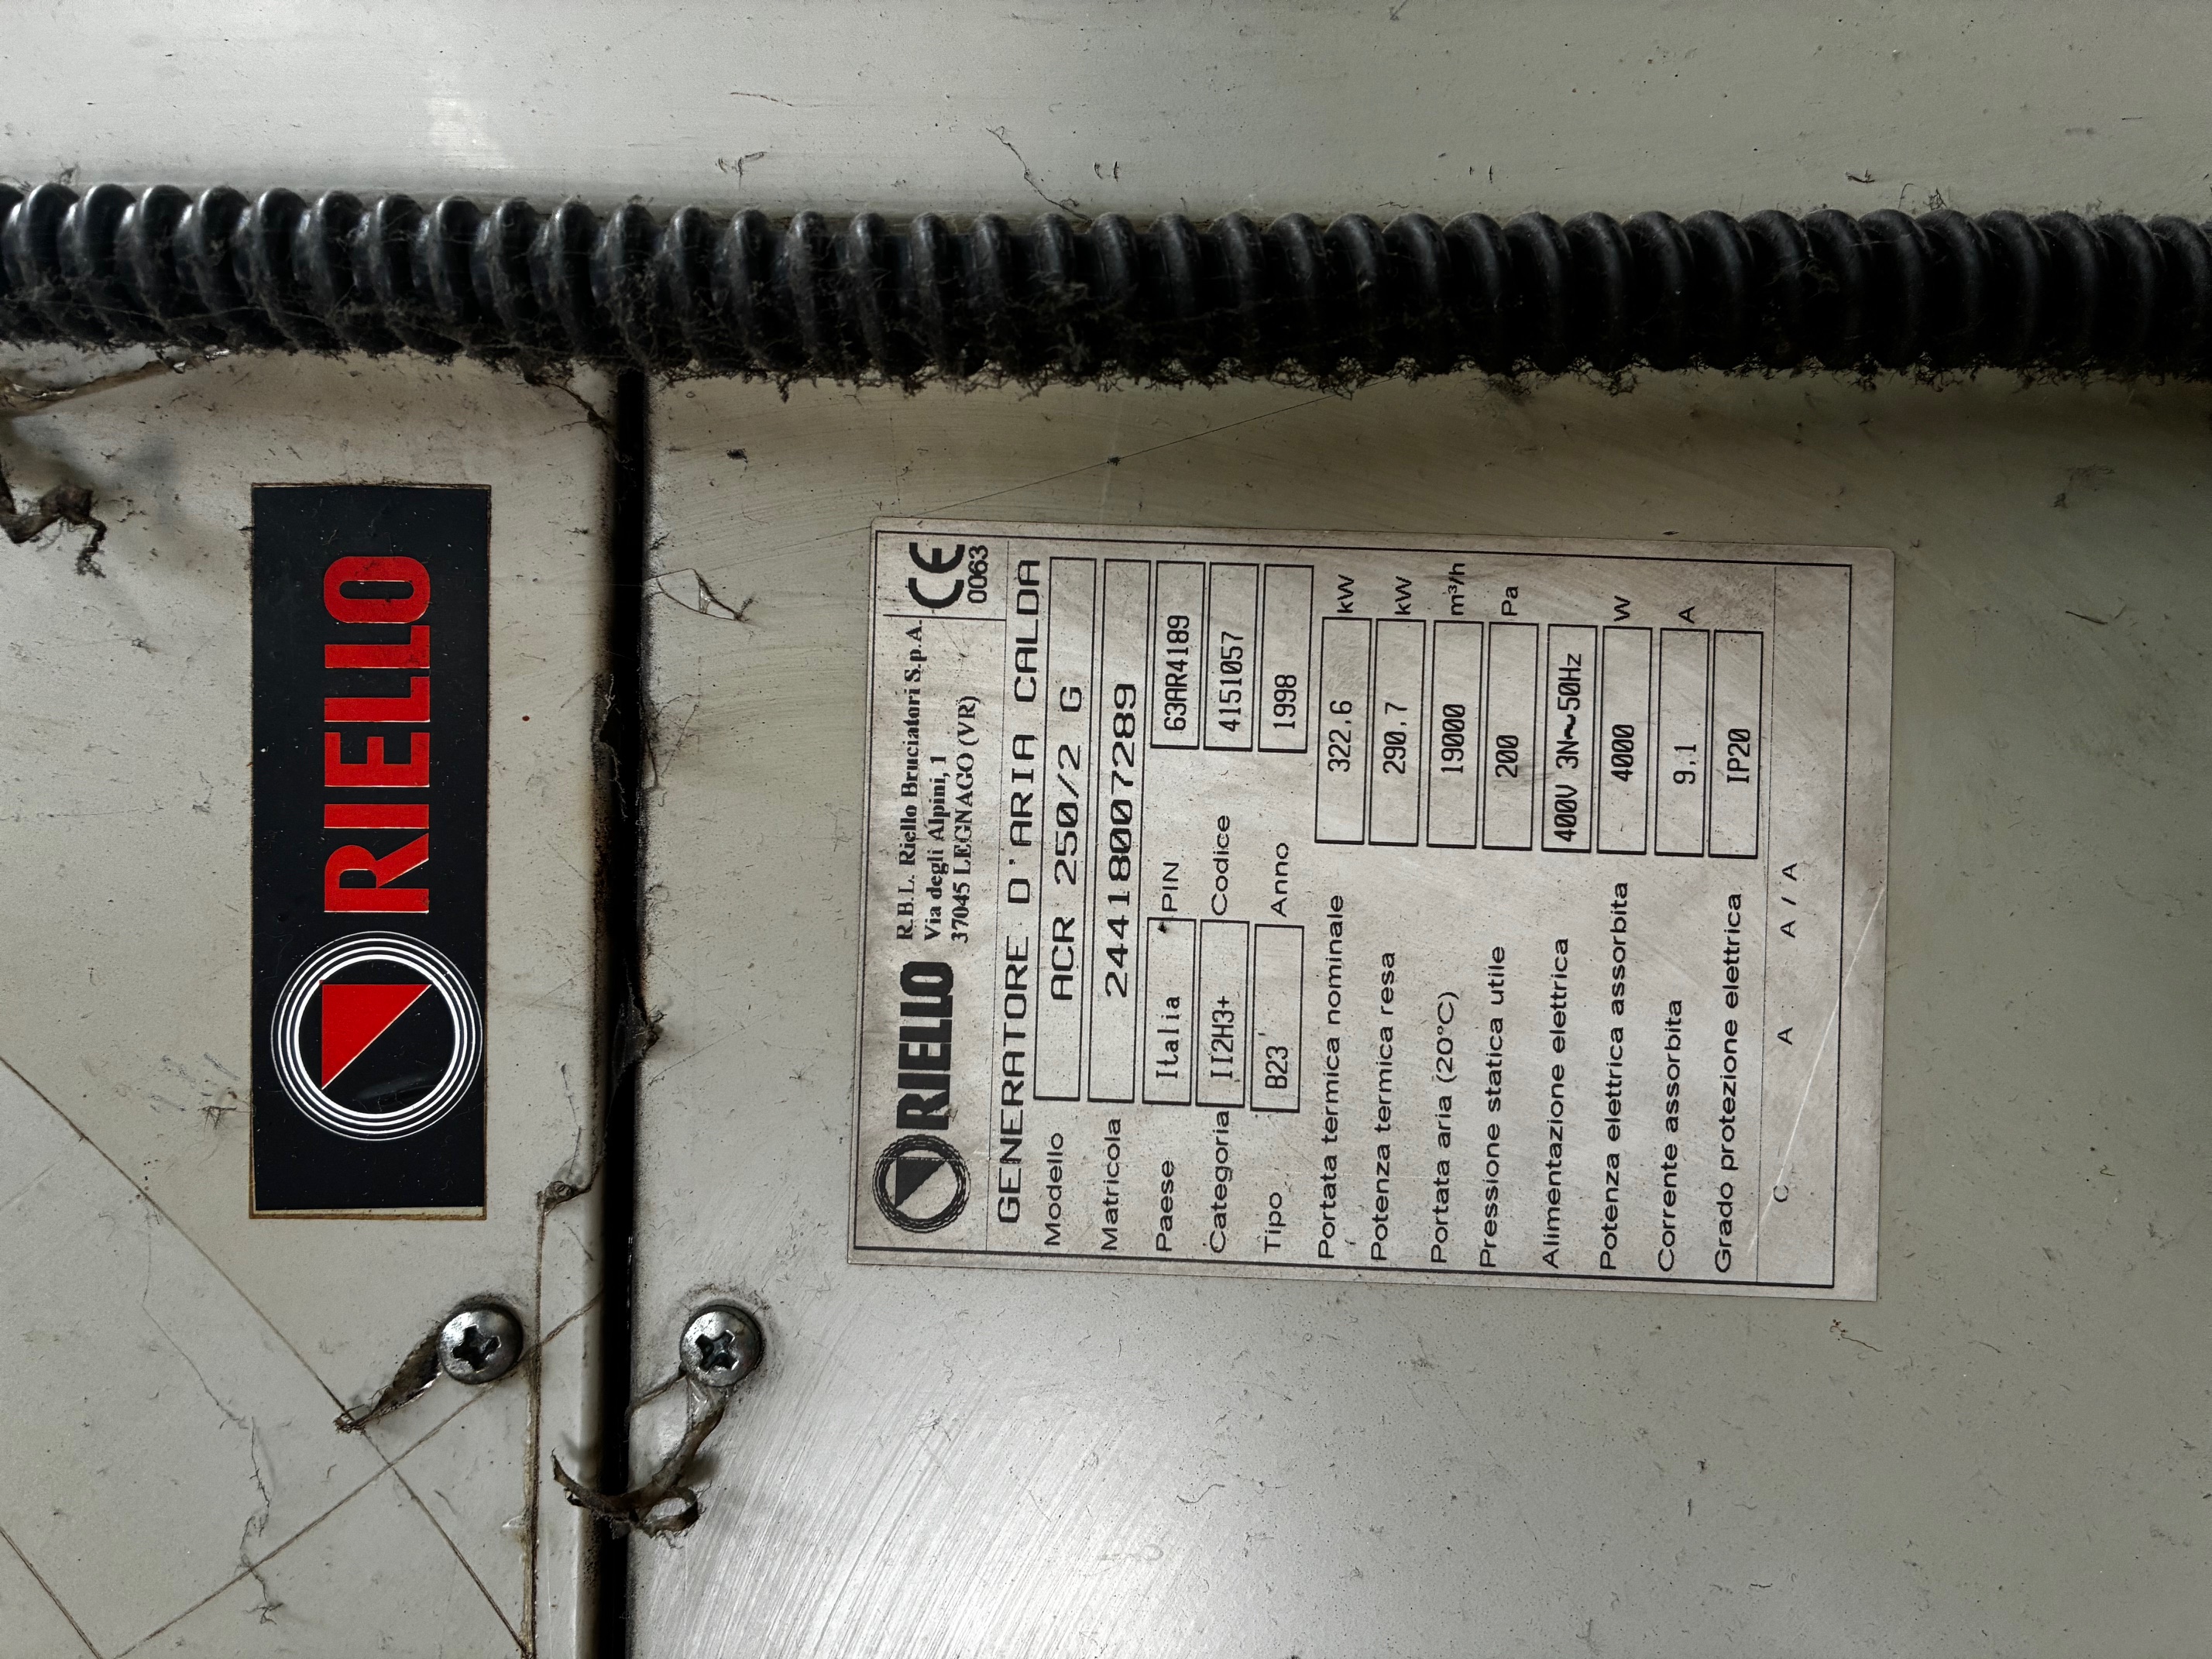 RIELLO
RIELLO
R.B.L. Riello Bruciatori S.p.A.
Via degli Alpini, 1
37045 LEGNAGO (VR)
CE
0063
GENERATORE D'ARIA CALDA
Modello ACR 250/2 G
Matricola 24418007289
Paese Italia PIN 63AR4189
Categoria II2H3+ Codice 4151057
Tipo B23 Anno 1998
Portata termica nominale 322.6 kW
Potenza termica resa 290.7 kW
Portata aria (20°C) 19000 m³/h
Pressione statica utile 200 Pa
Alimentazione elettrica 400V 3N~50Hz
Potenza elettrica assorbita 4000 W
Corrente assorbita 9,1 A
Grado protezione elettrica IP20
C A A / A